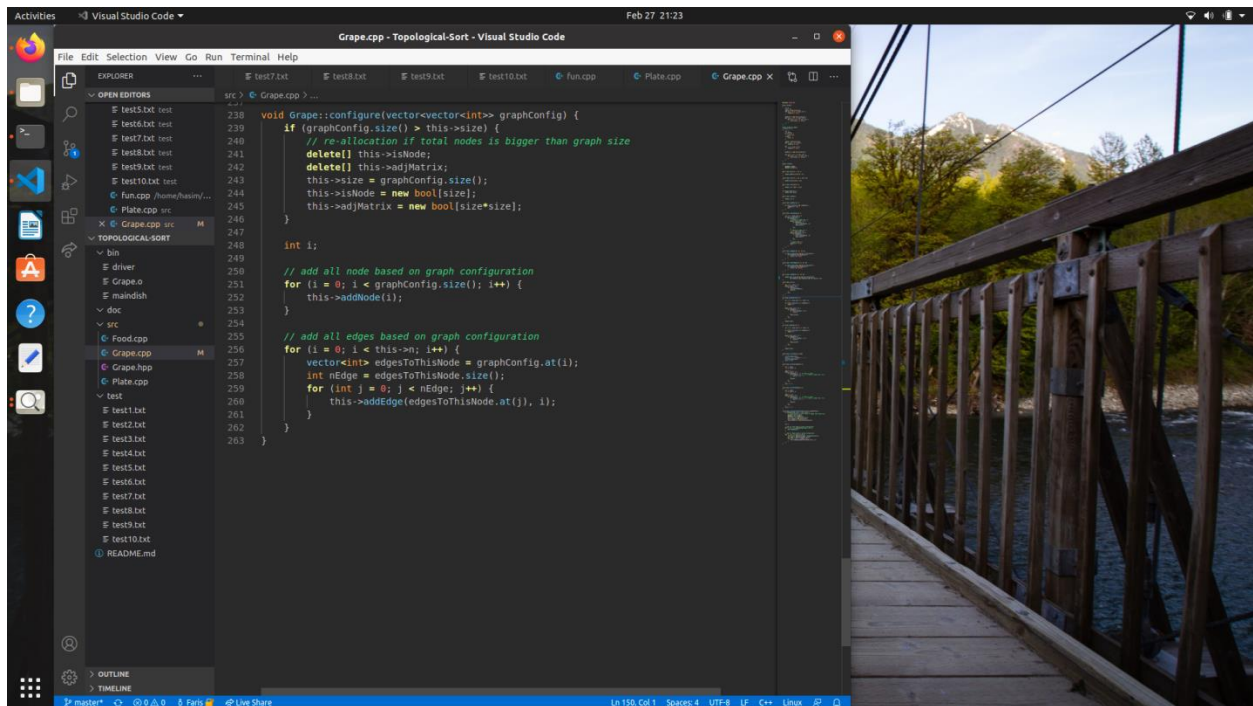 Activities Visual Studio Code Feb 27 21:23
Grape.cpp - Topological-Sort - Visual Studio Code
File Edit Selection View Go Run Terminal Help
EXPLORER
test7.txt test8.txt test9.txt test10.txt fun.cpp Plate.cpp Grape.cpp
OPEN EDITORS
test5.txt test
test6.txt test
test7.txt test
test8.txt test
test9.txt test
test10.txt test
fun.cpp /home/hasim/...
Plate.cpp src
Grape.cpp src M
TOPOLOGICAL-SORT
bin
driver
Grape.o
maindish
doc
src
Food.cpp
Grape.cpp M
Grape.hpp
Plate.cpp
test
test1.txt
test2.txt
test3.txt
test4.txt
test5.txt
test6.txt
test7.txt
test8.txt
test9.txt
test10.txt
README.md
OUTLINE
TIMELINE
src > Grape.cpp > ...
237
238 void Grape::configure(vector<vector<int>> graphConfig) {
239 if (graphConfig.size() > this->size) {
240 // re-allocation if total nodes is bigger than graph size
241 delete[] this->isNode;
242 delete[] this->adjMatrix;
243 this->size = graphConfig.size();
244 this->isNode = new bool[size];
245 this->adjMatrix = new bool[size*size];
246 }
247
248 int i;
249
250 // add all node based on graph configuration
251 for (i = 0; i < graphConfig.size(); i++) {
252 this->addNode(i);
253 }
254
255 // add all edges based on graph configuration
256 for (i = 0; i < this->n; i++) {
257 vector<int> edgesToThisNode = graphConfig.at(i);
258 int nEdge = edgesToThisNode.size();
259 for (int j = 0; j < nEdge; j++) {
260 this->addEdge(edgesToThisNode.at(j), i);
261 }
262 }
263 }
master* 0 0 0 Faris Live Share Ln 150, Col 1 Spaces: 4 UTF-8 LF C++ Linux